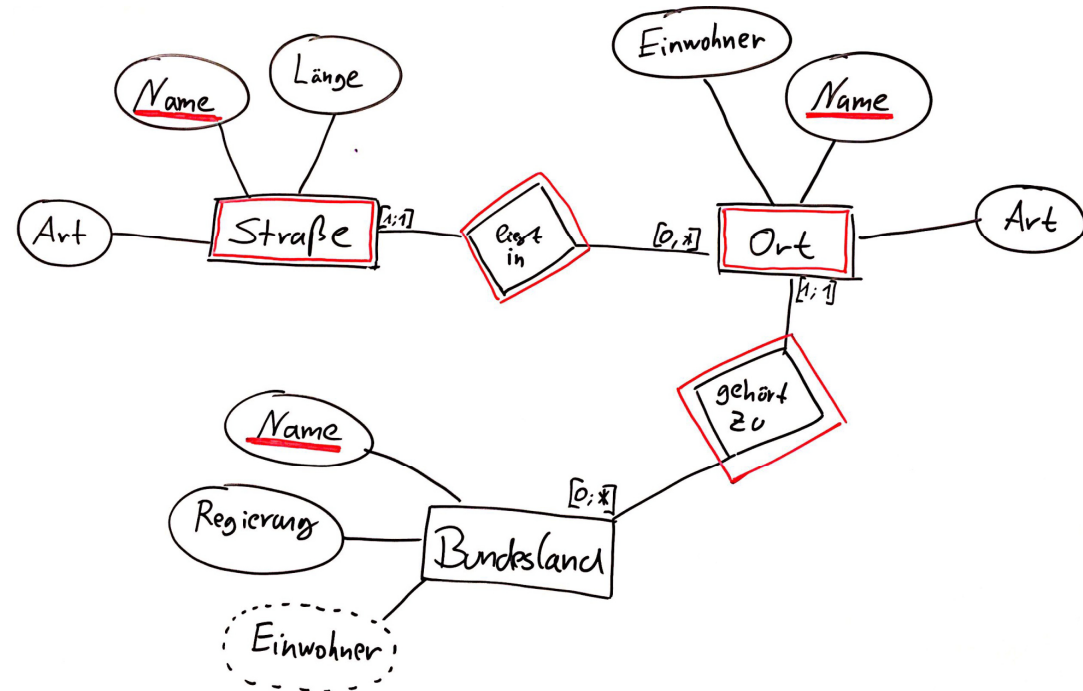 Einwohner
Länge
Name
Name
Art
Straße
[1;1]
liegt
in
[0,*]
Ort
Art
[1;1]
gehört
zu
Name
[0;*]
Regierung
Bundesland
Einwohner